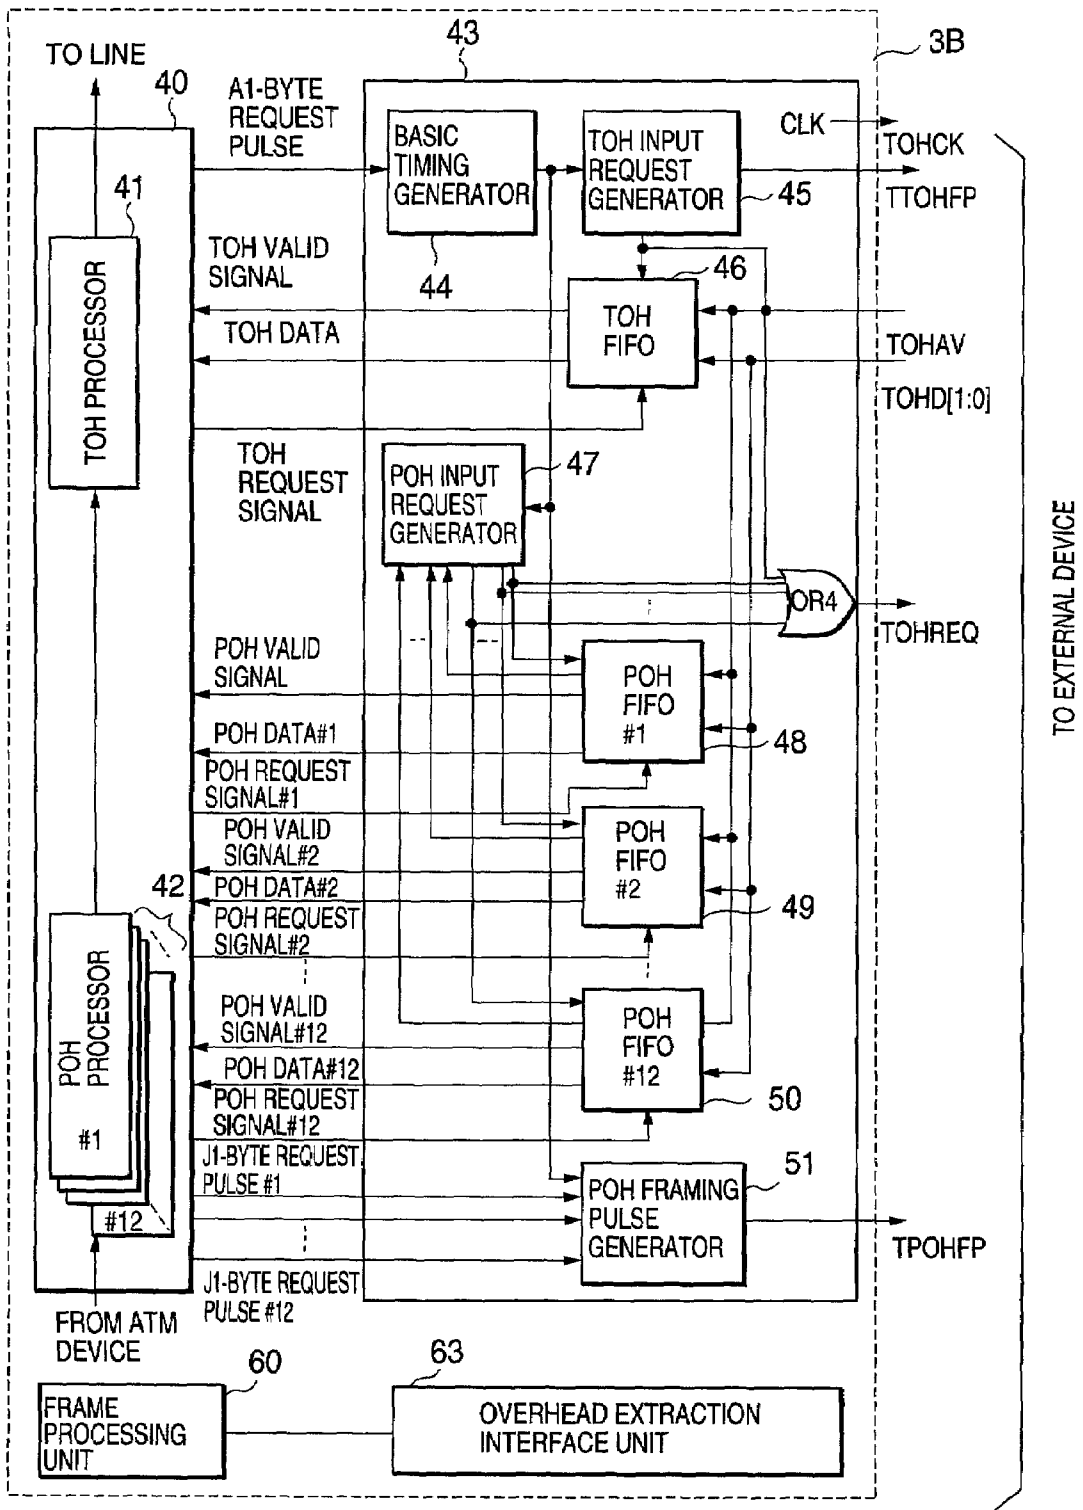 3B
43
TO LINE
40
A1-BYTE
REQUEST
PULSE
BASIC
TIMING
GENERATOR
44
TOH INPUT
REQUEST
GENERATOR
45
CLK
TOHCK
TTOHFP
41
TOH PROCESSOR
TOH VALID
SIGNAL
TOH DATA
46
TOH
FIFO
TOHAV
TOHD[1:0]
TOH
REQUEST
SIGNAL
47
POH INPUT
REQUEST
GENERATOR
OR4
TOHREQ
TO EXTERNAL DEVICE
POH VALID
SIGNAL
POH DATA#1
POH REQUEST
SIGNAL#1
POH
FIFO
#1
48
POH VALID
SIGNAL#2
POH DATA#2
POH REQUEST
SIGNAL#2
POH
FIFO
#2
49
42
POH
PROCESSOR
#1
#12
POH VALID
SIGNAL#12
POH DATA#12
POH REQUEST
SIGNAL#12
POH
FIFO
#12
50
J1-BYTE REQUEST
PULSE #1
J1-BYTE REQUEST
PULSE #12
51
POH FRAMING
PULSE
GENERATOR
TPOHFP
FROM ATM
DEVICE
60
FRAME
PROCESSING
UNIT
63
OVERHEAD EXTRACTION
INTERFACE UNIT